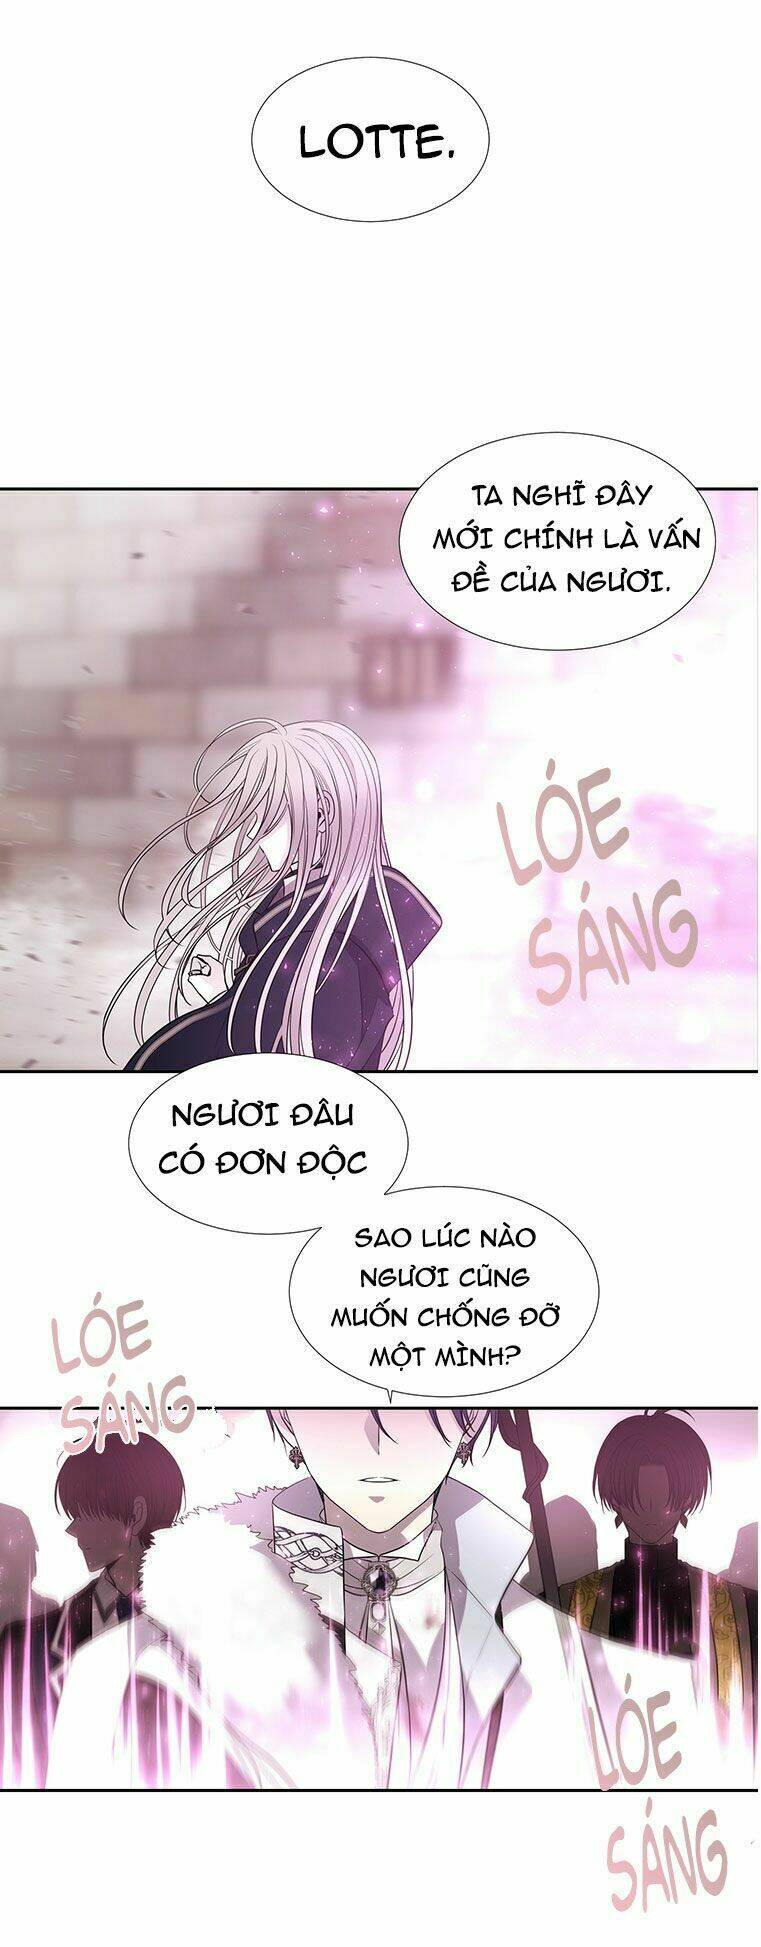 LOTTE.
TA NGHĨ ĐÂY
MỚI CHÍNH LÀ VẤN
ĐỀ CỦA NGƯƠI.
LÓE
SÁNG
NGƯƠI ĐÂU
CÓ ĐƠN ĐỘC
SAO LÚC NÀO
NGƯƠI CŨNG
MUỐN CHỐNG ĐỠ
MỘT MÌNH?
LÓE
SÁNG
LÓE
SÁNG